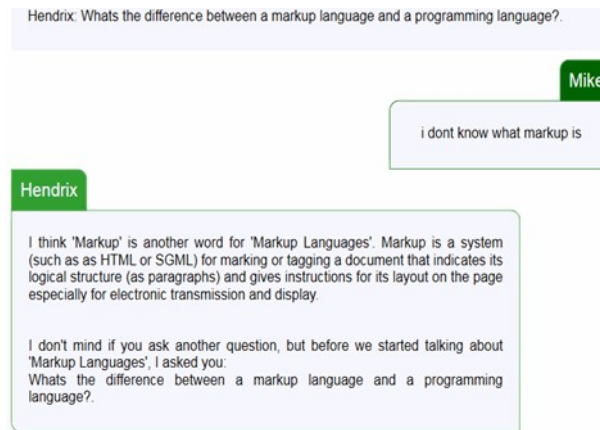 Hendrix: Whats the difference between a markup language and a programming language?.
Mike
i dont know what markup is
Hendrix
I think 'Markup' is another word for 'Markup Languages'. Markup is a system
(such as as HTML or SGML) for marking or tagging a document that indicates its
logical structure (as paragraphs) and gives instructions for its layout on the page
especially for electronic transmission and display.
I don't mind if you ask another question, but before we started talking about
'Markup Languages', I asked you:
Whats the difference between a markup language and a programming
language?.